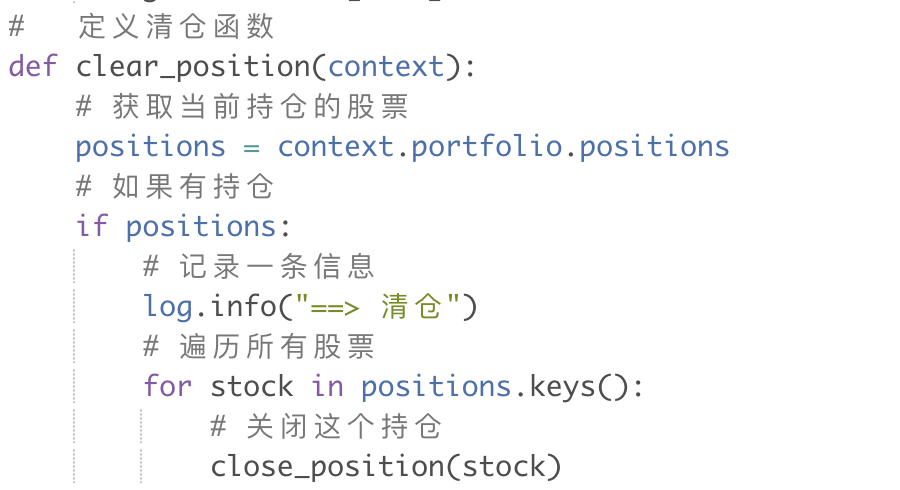 #   定义清仓函数
def clear_position(context):
    # 获取当前持仓的股票
    positions = context.portfolio.positions
    # 如果有持仓
    if positions:
        # 记录一条信息
        log.info("==> 清仓")
        # 遍历所有股票
        for stock in positions.keys():
            # 关闭这个持仓
            close_position(stock)